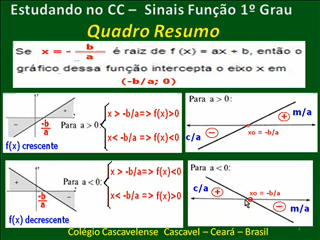 Estudando no CC – Sinais Função 1º Grau
Quadro Resumo
Se x = - b/a é raiz de f (X) = ax + b, então o
gráfico dessa função intercepta o eixo x em
(-b/a; 0)
+
-
-b/a
Para a > 0:
x > -b/a=> f(x)>0
x< -b/a=> f(x)<0
f(x) crescente
Para a > 0:
+
m/a
c/a
-
xo = -b/a
+
-
-b/a
Para a < 0:
x > -b/a=> f(x)<0
x< -b/a=> f(x)>0
f(x) decrescente
Para a < 0:
c/a
+
xo = -b/a
-
m/a
Colégio Cascavelense Cascavel – Ceará – Brasil